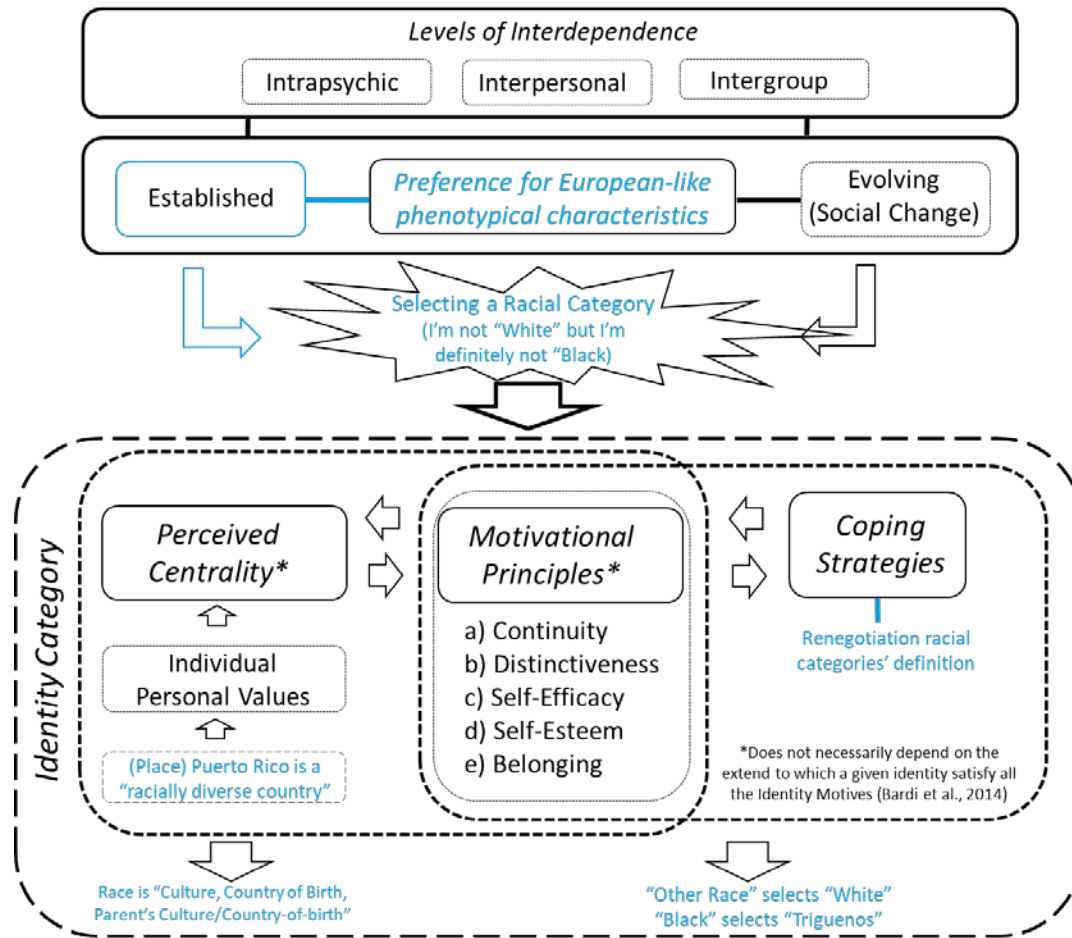 Levels of Interdependence
Intrapsychic
Interpersonal
Intergroup
Established
Preference for European-like
phenotypical characteristics
Evolving
(Social Change)
Selecting a Racial Category
(I'm not “White” but I'm
definitely not “Black)
Identity Category
Perceived
Centrality*
Motivational
Principles*
Coping
Strategies
Individual
Personal Values
(Place) Puerto Rico is a
“racially diverse country”
a) Continuity
b) Distinctiveness
c) Self-Efficacy
d) Self-Esteem
e) Belonging
Renegotiation racial
categories' definition
*Does not necessarily depend on the
extend to which a given identity satisfy all
the Identity Motives (Bardi et al., 2014)
Race is “Culture, Country of Birth,
Parent's Culture/Country-of-birth”
“Other Race” selects “White”
“Black” selects “Triguenos”